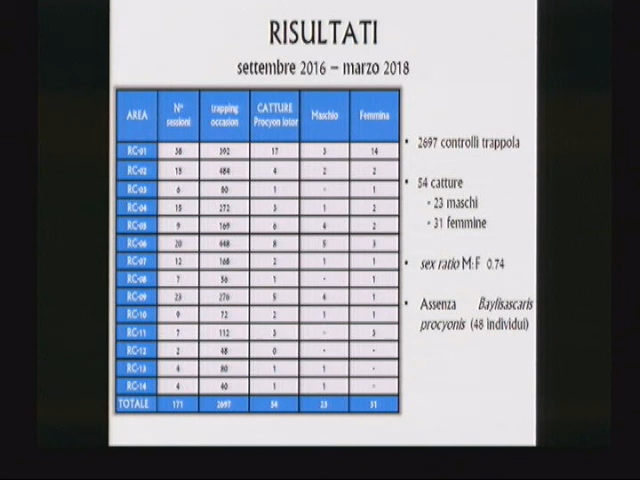 RISULTATI
settembre 2016 – marzo 2018
AREA N° sessioni trapping occasion CATTURE Procyon lotor Maschio Femmina
RC-01 38 392 17 3 14
RC-02 15 484 4 2 2
RC-03 6 80 1 - 1
RC-04 15 272 3 1 2
RC-05 9 169 6 4 2
RC-06 20 448 8 5 3
RC-07 12 168 2 1 1
RC-08 7 56 1 - 1
RC-09 23 276 5 4 1
RC-10 9 72 2 1 1
RC-11 7 112 3 - 3
RC-12 2 48 0 - -
RC-13 4 80 1 1 -
RC-14 4 40 1 1 -
TOTALE 171 2697 54 23 31
• 2697 controlli trappola
• 54 catture
- 23 maschi
- 31 femmine
• sex ratio M:F 0.74
• Assenza Baylisascaris
procyonis (48 individui)